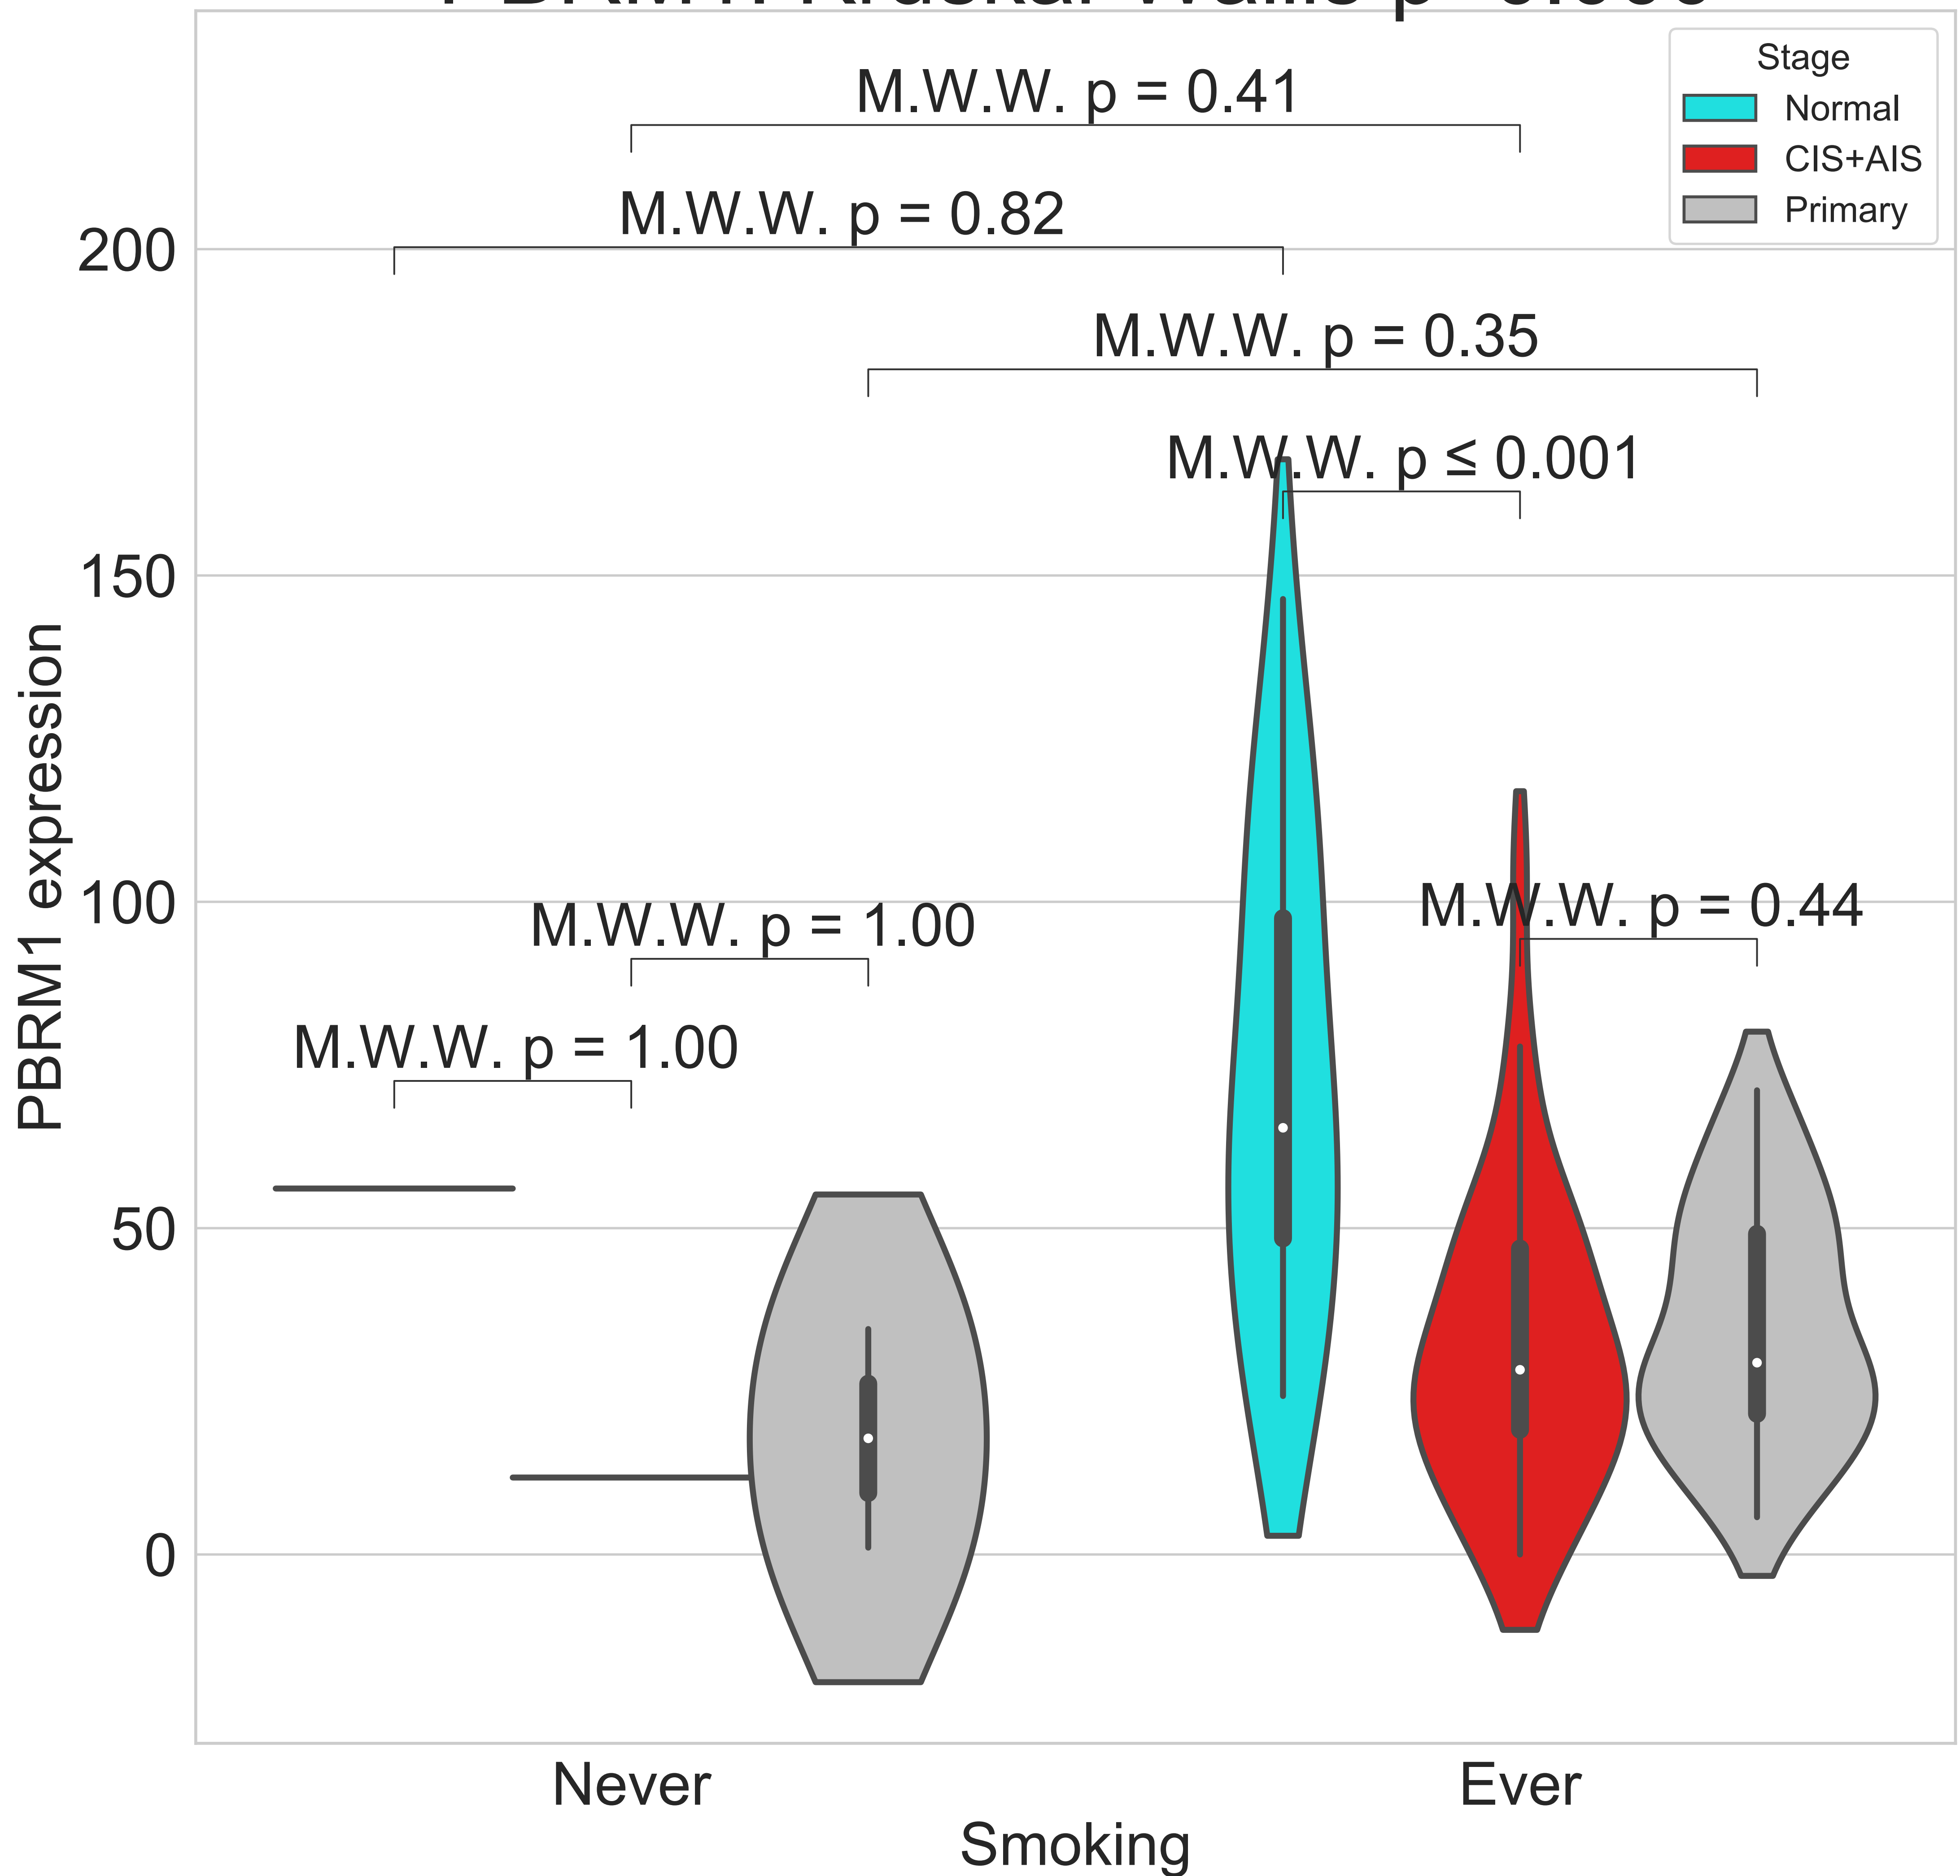 M.W.W. p = 0.41
M.W.W. p = 0.82
M.W.W. p = 0.35
M.W.W. p ≤ 0.001
M.W.W. p = 0.44
M.W.W. p = 1.00
M.W.W. p = 1.00
Stage
Normal
CIS+AIS
Primary
PBRM1 expression
200
150
100
50
0
Never
Ever
Smoking